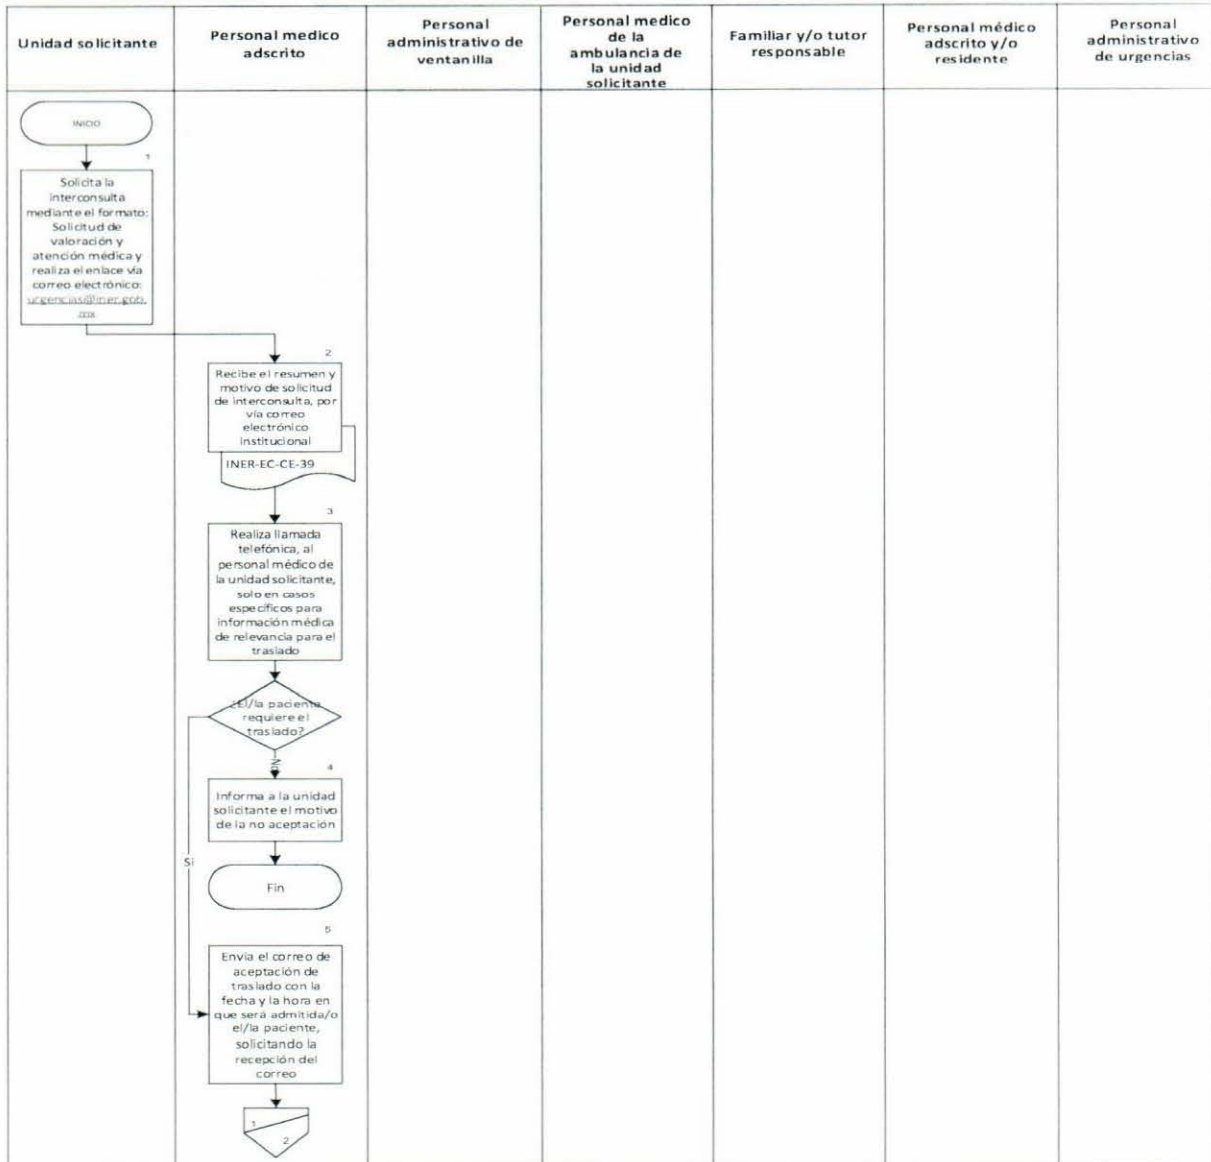 Unidad solicitante
Personal medico
adscrito
Personal
administrativo de
ventanilla
Personal medico
de la
ambulancia de
la unidad
solicitante
Familiar y/o tutor
responsable
Personal médico
adscrito y/o
residente
Personal
administrativo
de urgencias
INICIO
1
Solicita la
interconsulta
mediante el formato:
Solicitud de
valoración y
atención médica y
realiza el enlace vía
correo electrónico:
urgencias@iner.gob.
mx
2
Recibe el resumen y
motivo de solicitud
de interconsulta, por
vía correo
electrónico
institucional
INER-EC-CE-39
3
Realiza llamada
telefónica, al
personal médico de
la unidad solicitante,
solo en casos
específicos para
información médica
de relevancia para el
traslado
¿El/la paciente
requiere el
traslado?
No
4
Informa a la unidad
solicitante el motivo
de la no aceptación
Si
Fin
5
Envía el correo de
aceptación de
traslado con la
fecha y la hora en
que será admitida/o
el/la paciente,
solicitando la
recepción del
correo
1
2